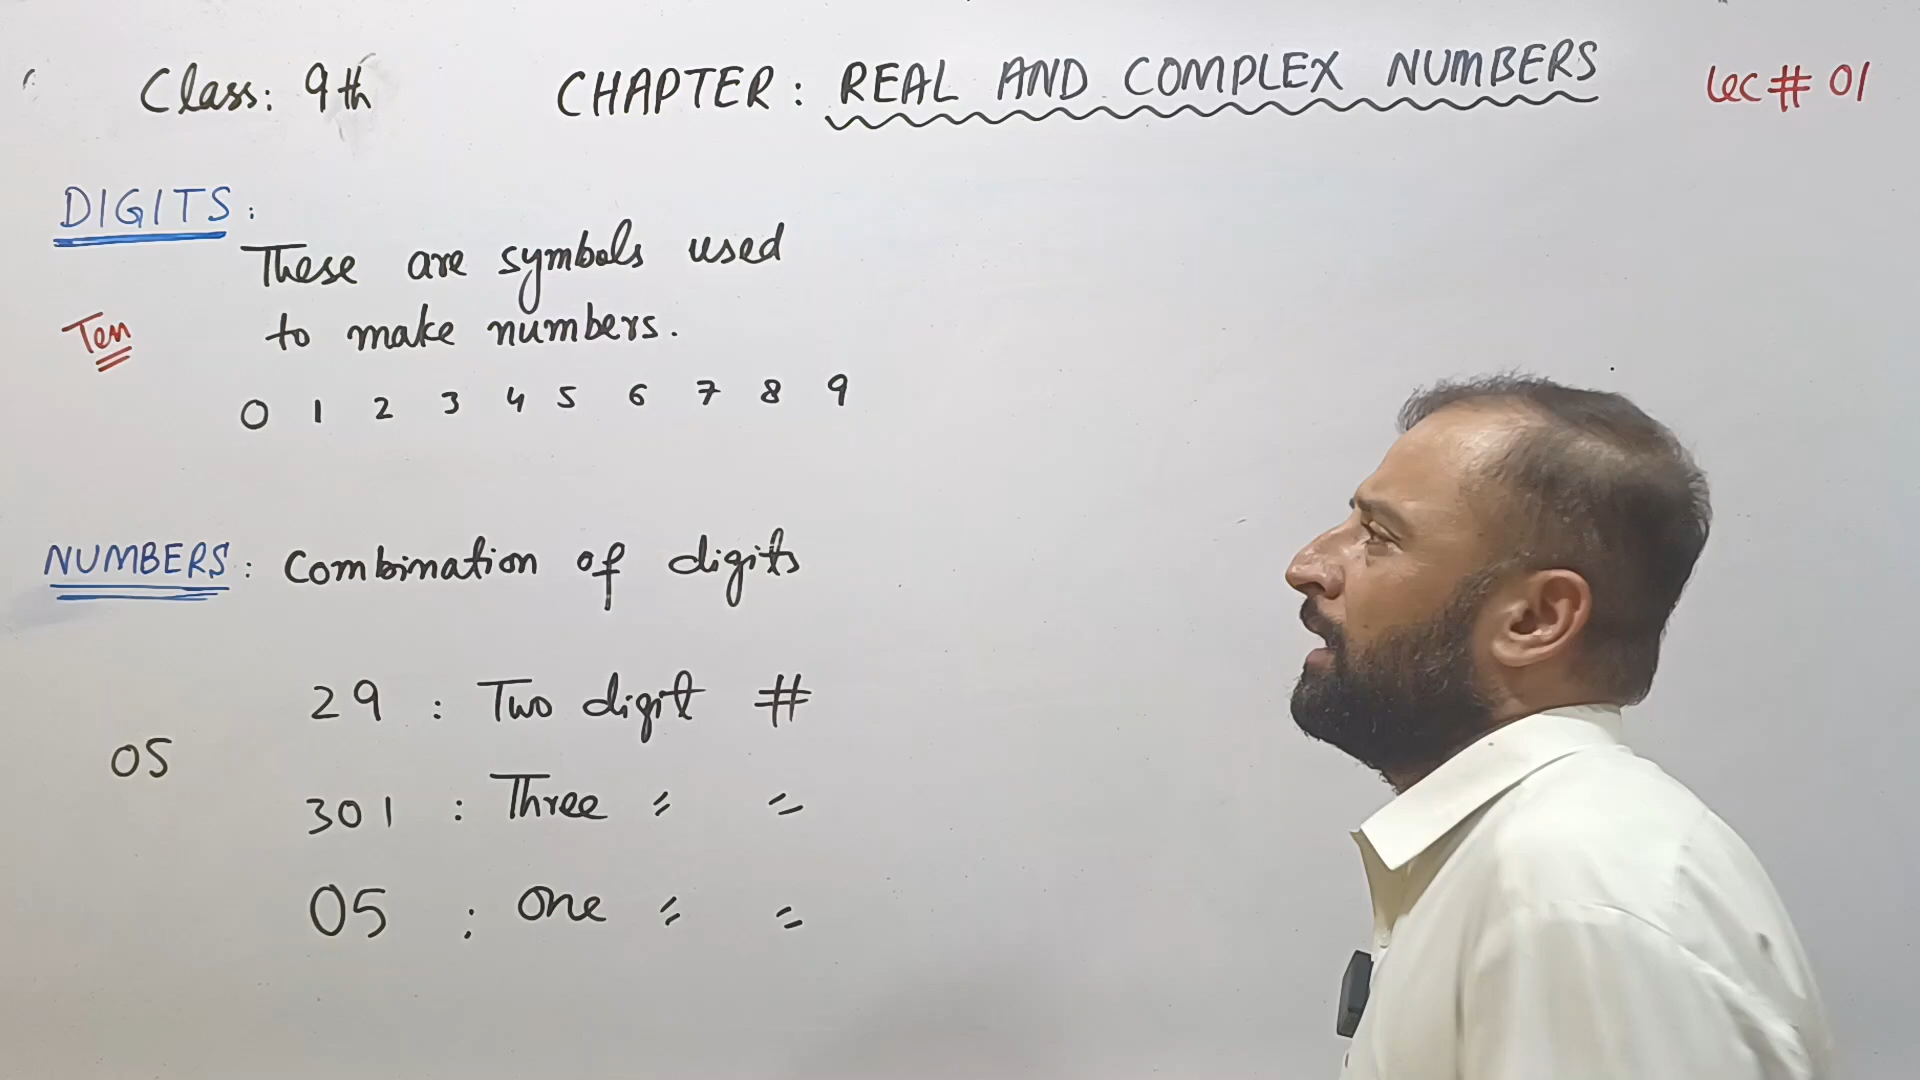 Class: 9th CHAPTER: REAL AND COMPLEX NUMBERS Lec # 01
DIGITS:
These are symbols used
to make numbers.
Ten
0 1 2 3 4 5 6 7 8 9
NUMBERS: Combination of digits
29 : Two digit #
05
301 : Three " "
05 : One " "